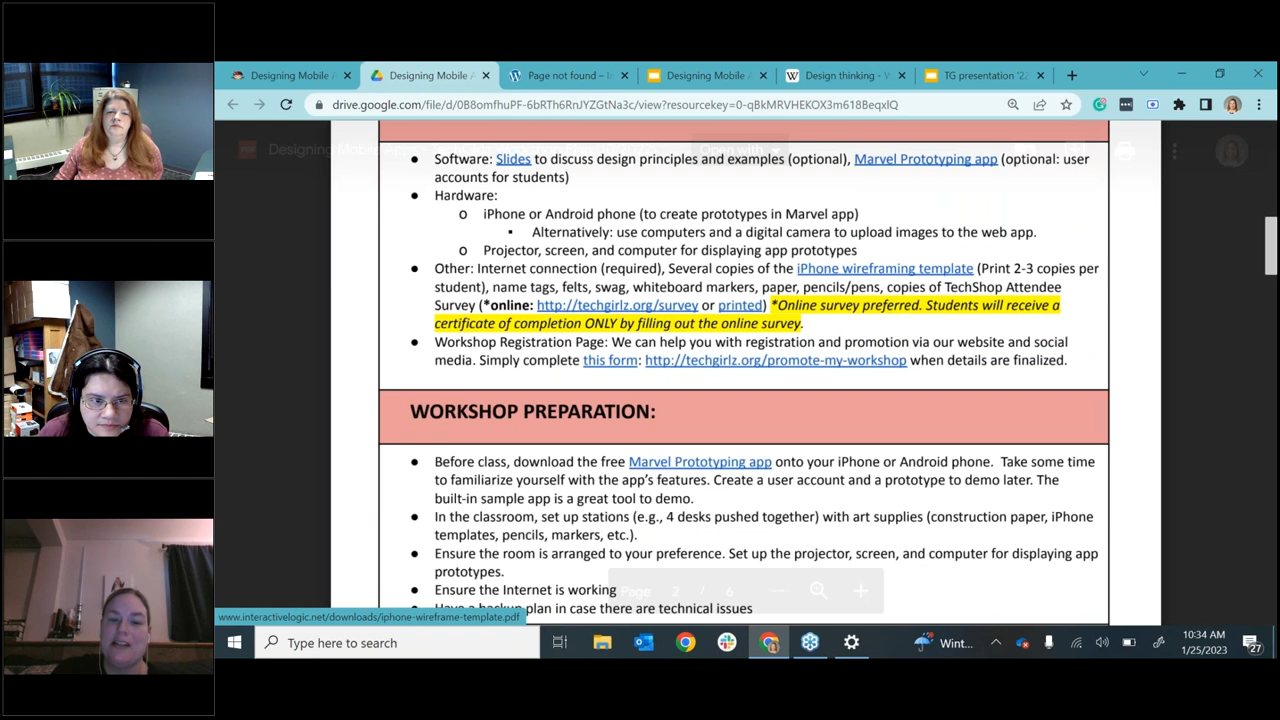 Designing Mobile A
Designing Mobile A
Page not found – I
Designing Mobile A
Design thinking - W
TG presentation '22
drive.google.com/file/d/0B8omfhuPF-6bRTh6RnJYZGtNa3c/view?resourcekey=0-qBkMRVHEKOX3m618BeqxIQ
Open with
● Software: Slides to discuss design principles and examples (optional), Marvel Prototyping app (optional: user
accounts for students)
● Hardware:
o iPhone or Android phone (to create prototypes in Marvel app)
▪ Alternatively: use computers and a digital camera to upload images to the web app.
o Projector, screen, and computer for displaying app prototypes
● Other: Internet connection (required), Several copies of the iPhone wireframing template (Print 2-3 copies per
student), name tags, felts, swag, whiteboard markers, paper, pencils/pens, copies of TechShop Attendee
Survey (*online: http://techgirlz.org/survey or printed) *Online survey preferred. Students will receive a
certificate of completion ONLY by filling out the online survey.
● Workshop Registration Page: We can help you with registration and promotion via our website and social
media. Simply complete this form: http://techgirlz.org/promote-my-workshop when details are finalized.
WORKSHOP PREPARATION:
● Before class, download the free Marvel Prototyping app onto your iPhone or Android phone. Take some time
to familiarize yourself with the app's features. Create a user account and a prototype to demo later. The
built-in sample app is a great tool to demo.
● In the classroom, set up stations (e.g., 4 desks pushed together) with art supplies (construction paper, iPhone
templates, pencils, markers, etc.).
● Ensure the room is arranged to your preference. Set up the projector, screen, and computer for displaying app
prototypes.
● Ensure the Internet is working
Page 2 / 6
● Have a backup plan in case there are technical issues
www.interactivelogic.net/downloads/iphone-wireframe-template.pdf
Type here to search
Wint...
10:34 AM
1/25/2023
27